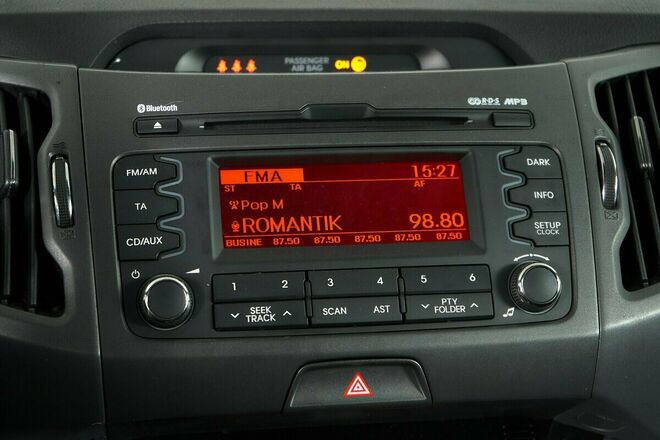 PASSENGER
AIR BAG ON
Bluetooth
R·D·S MP3
FM/AM
TA
CD/AUX
FMA 15:27
ST TA AF
Pop M
ROMANTIK 98.80
BUSINE 87.50 87.50 87.50 87.50 87.50
DARK
INFO
SETUP
CLOCK
1 2 3 4 5 6
SEEK
TRACK
SCAN AST
PTY
FOLDER